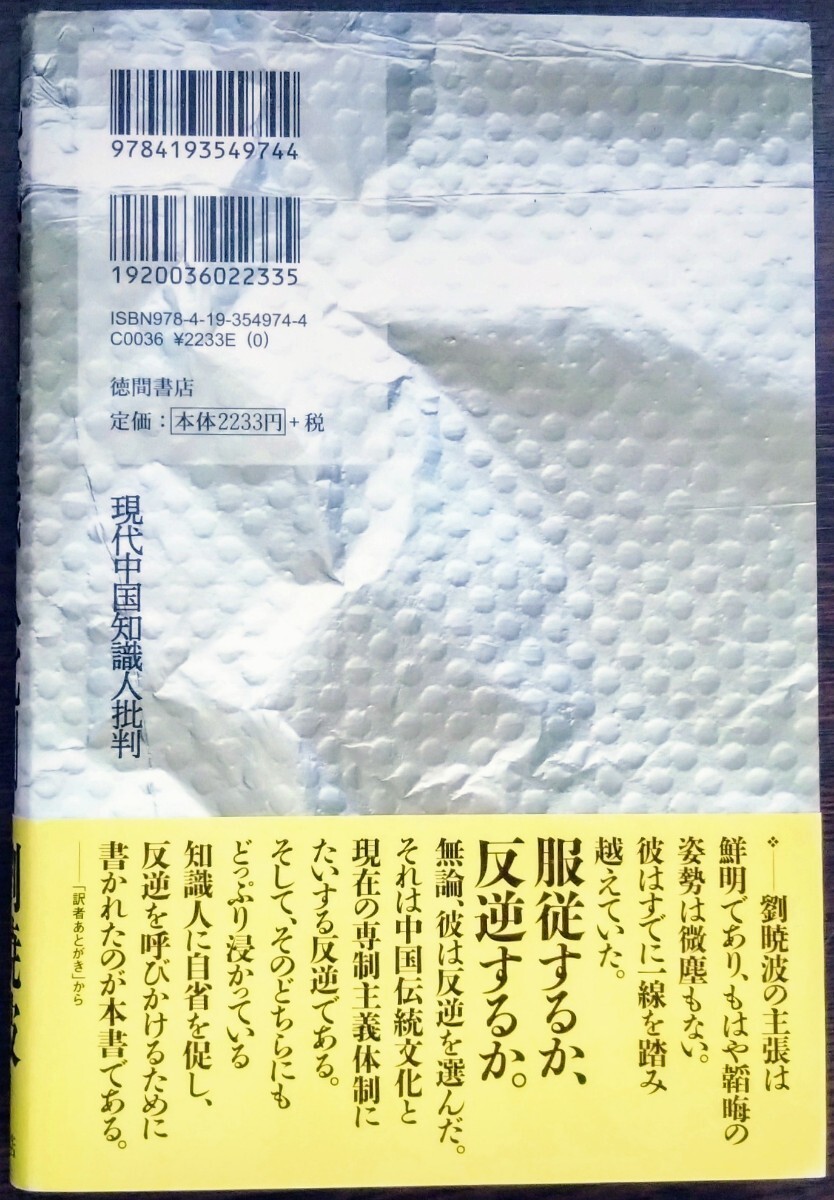 9784193549744
1920036022335
ISBN978-4-19-354974-4
C0036 ¥2233E (0)
徳間書店
定価：本体2233円＋税
現代中国知識人批判
❖――劉暁波の主張は
鮮明であり、もはや韜晦の
姿勢は微塵もない。
彼はすでに一線を踏み
越えていた。
服従するか、
反逆するか。
無論、彼は反逆を選んだ。
それは中国伝統文化と
現在の専制主義体制に
たいする反逆である。
そして、そのどちらにも
どっぷり浸かっている
知識人に自省を促し、
反逆を呼びかけるために
書かれたのが本書である。
――「訳者あとがき」から
劉暁波